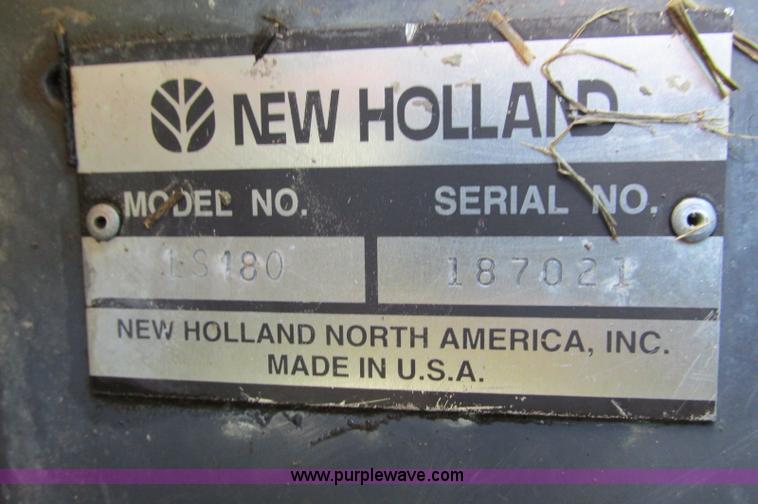 NEW HOLLAND
MODEL NO. SERIAL NO.
LS180 187021
NEW HOLLAND NORTH AMERICA, INC.
MADE IN U.S.A.
www.purplewave.com